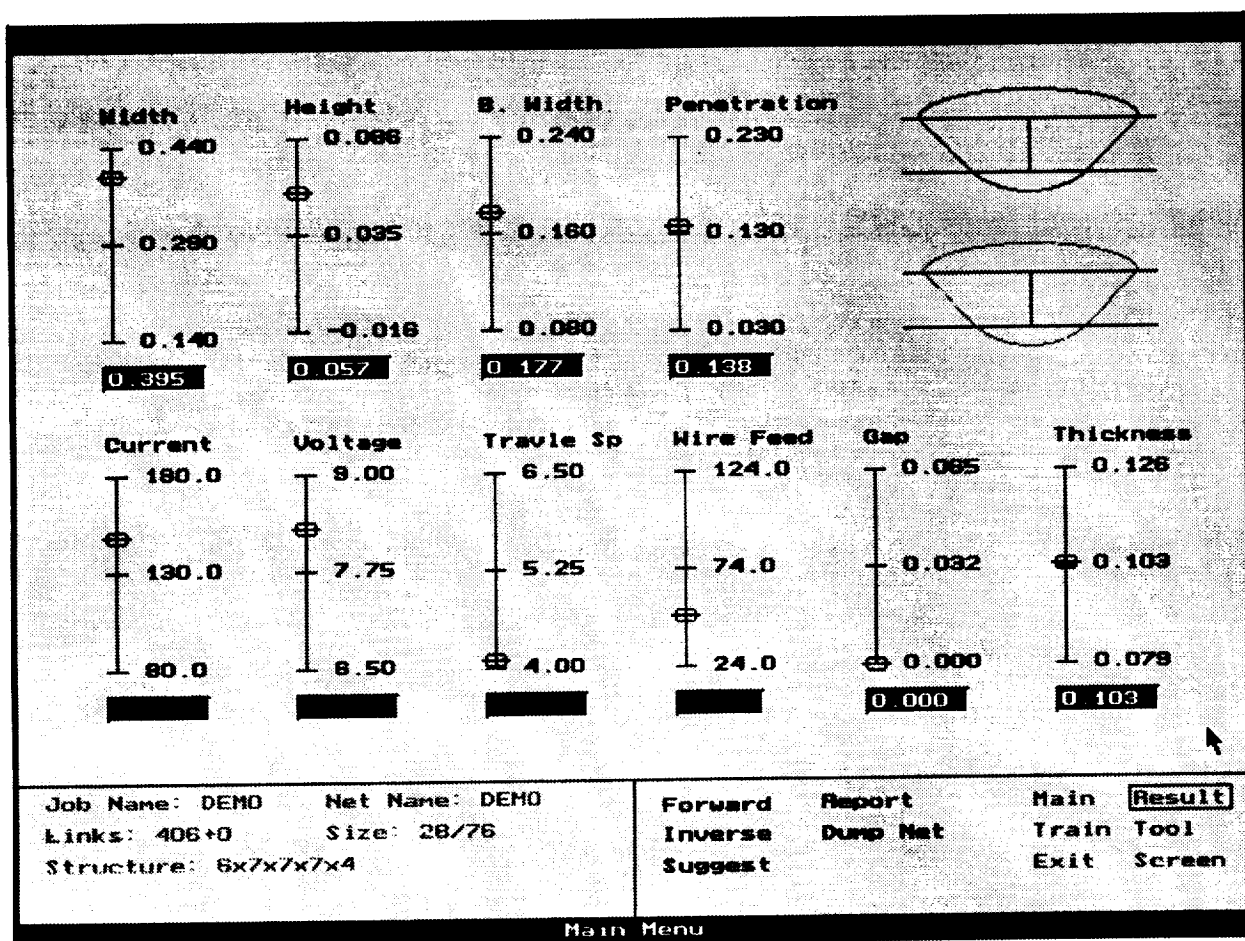 Width Height B. Width Penetration
0.440 0.086 0.240 0.230
0.290 0.035 0.160 0.130
0.140 -0.016 0.080 0.030
0.395 0.057 0.177 0.138
Current Voltage Travle Sp Wire Feed Gap Thickness
180.0 9.00 6.50 124.0 0.065 0.126
130.0 7.75 5.25 74.0 0.032 0.103
80.0 6.50 4.00 24.0 0.000 0.079
0.000 0.103
Job Name: DEMO Net Name: DEMO Forward Report Main Result
Links: 406+0 Size: 28/76 Inverse Dump Net Train Tool
Structure: 6x7x7x7x4 Suggest Exit Screen
Main Menu